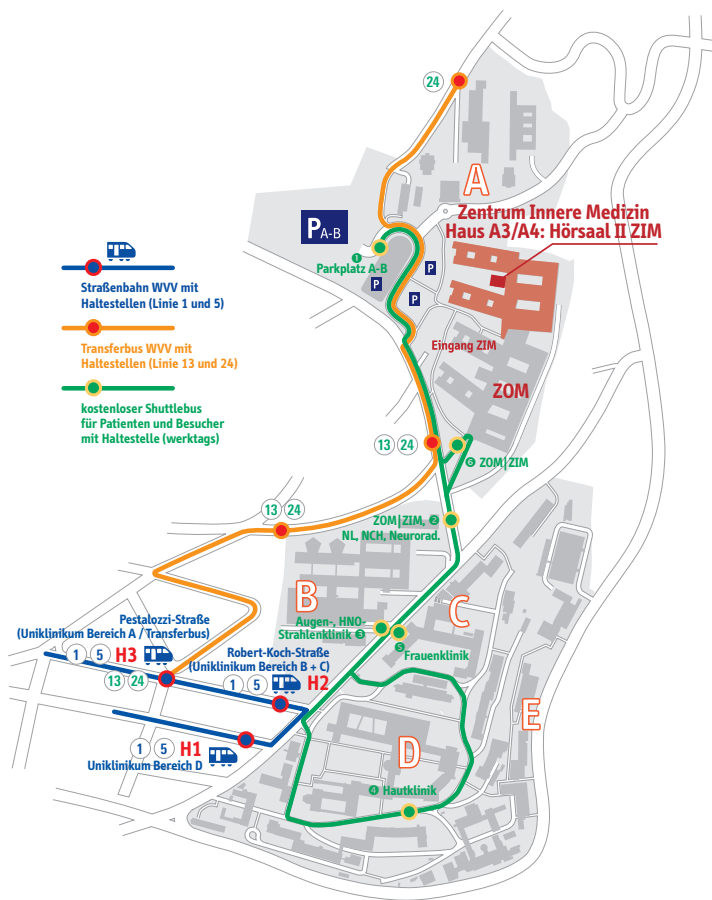 24
A
Zentrum Innere Medizin
Haus A3/A4: Hörsaal II ZIM
P A-B
1
Parkplatz A-B
P
P
P
Straßenbahn WVV mit
Haltestellen (Linie 1 und 5)
Transferbus WVV mit
Haltestellen (Linie 13 und 24)
kostenloser Shuttlebus
für Patienten und Besucher
mit Haltestelle (werktags)
Eingang ZIM
ZOM
13 24
6 ZOM|ZIM
13 24
ZOM|ZIM, 2
NL, NCH, Neurorad.
B
C
Augen-, HNO-
Strahlenklinik 3
5
Frauenklinik
Pestalozzi-Straße
(Uniklinikum Bereich A / Transferbus)
1 5 H3
13 24
Robert-Koch-Straße
(Uniklinikum Bereich B + C)
1 5 H2
E
D
1 5 H1
Uniklinikum Bereich D
4 Hautklinik